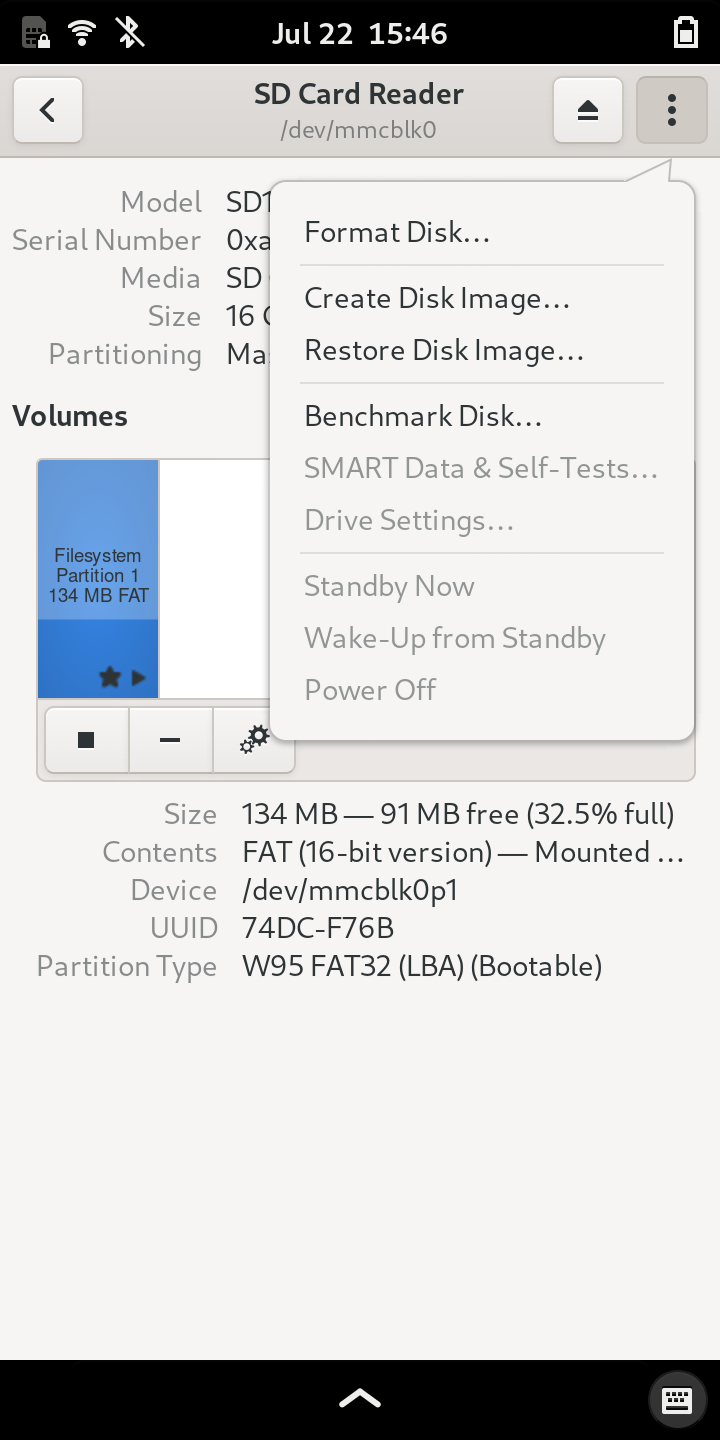 Jul 22 15:46
SD Card Reader
/dev/mmcblk0
Model
Serial Number
Media SD
Size 16
Partitioning
Volumes
Format Disk…
Create Disk Image…
Restore Disk Image…
Benchmark Disk…
SMART Data & Self-Tests…
Drive Settings…
Standby Now
Wake-Up from Standby
Power Off
Filesystem
Partition 1
134 MB FAT
Size 134 MB — 91 MB free (32.5% full)
Contents FAT (16-bit version) — Mounted …
Device /dev/mmcblk0p1
UUID 74DC-F76B
Partition Type W95 FAT32 (LBA) (Bootable)